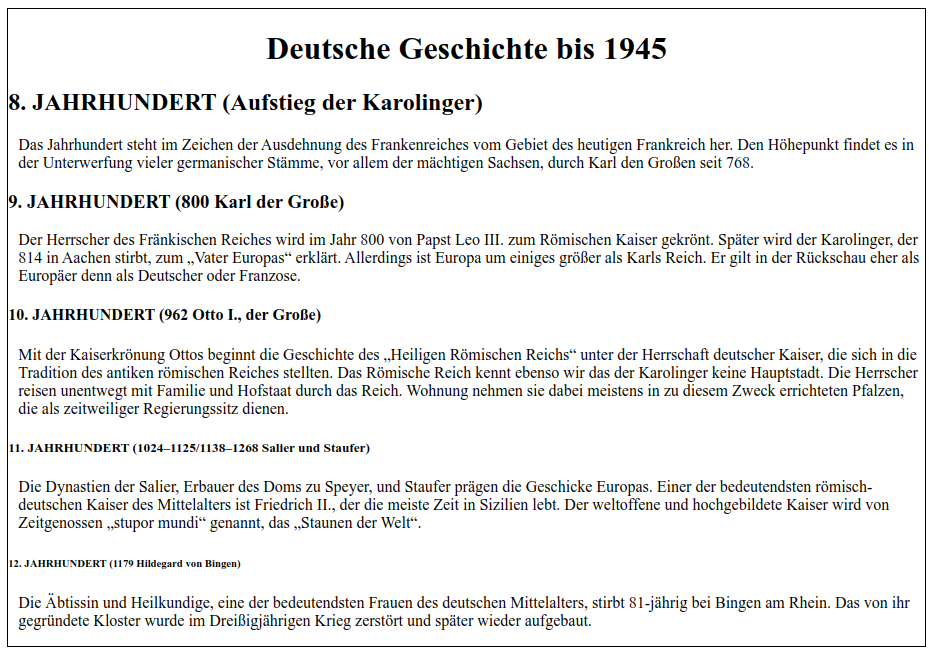 Deutsche Geschichte bis 1945
8. JAHRHUNDERT (Aufstieg der Karolinger)
Das Jahrhundert steht im Zeichen der Ausdehnung des Frankenreiches vom Gebiet des heutigen Frankreich her. Den Höhepunkt findet es in
der Unterwerfung vieler germanischer Stämme, vor allem der mächtigen Sachsen, durch Karl den Großen seit 768.
9. JAHRHUNDERT (800 Karl der Große)
Der Herrscher des Fränkischen Reiches wird im Jahr 800 von Papst Leo III. zum Römischen Kaiser gekrönt. Später wird der Karolinger, der
814 in Aachen stirbt, zum „Vater Europas“ erklärt. Allerdings ist Europa um einiges größer als Karls Reich. Er gilt in der Rückschau eher als
Europäer denn als Deutscher oder Franzose.
10. JAHRHUNDERT (962 Otto I., der Große)
Mit der Kaiserkrönung Ottos beginnt die Geschichte des „Heiligen Römischen Reichs“ unter der Herrschaft deutscher Kaiser, die sich in die
Tradition des antiken römischen Reiches stellten. Das Römische Reich kennt ebenso wir das der Karolinger keine Hauptstadt. Die Herrscher
reisen unentwegt mit Familie und Hofstaat durch das Reich. Wohnung nehmen sie dabei meistens in zu diesem Zweck errichteten Pfalzen,
die als zeitweiliger Regierungssitz dienen.
11. JAHRHUNDERT (1024–1125/1138–1268 Salier und Staufer)
Die Dynastien der Salier, Erbauer des Doms zu Speyer, und Staufer prägen die Geschicke Europas. Einer der bedeutendsten römisch-
deutschen Kaiser des Mittelalters ist Friedrich II., der die meiste Zeit in Sizilien lebt. Der weltoffene und hochgebildete Kaiser wird von
Zeitgenossen „stupor mundi“ genannt, das „Staunen der Welt“.
12. JAHRHUNDERT (1179 Hildegard von Bingen)
Die Äbtissin und Heilkundige, eine der bedeutendsten Frauen des deutschen Mittelalters, stirbt 81-jährig bei Bingen am Rhein. Das von ihr
gegründete Kloster wurde im Dreißigjährigen Krieg zerstört und später wieder aufgebaut.